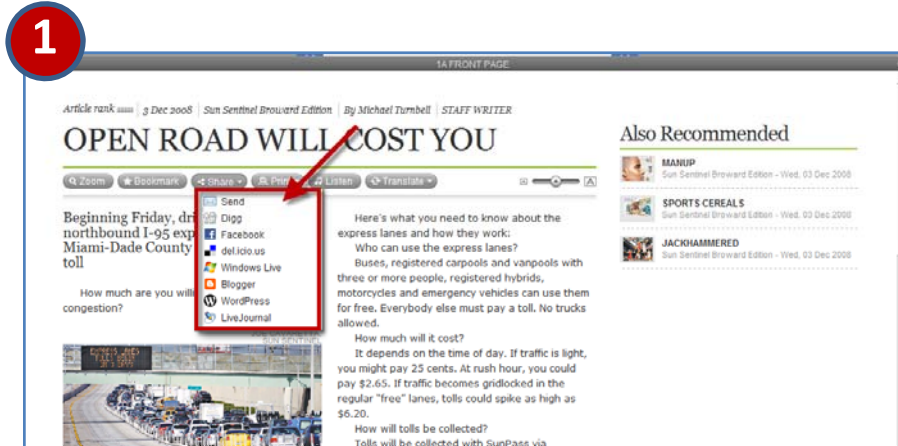 1
1A FRONT PAGE
Article rank 3 Dec 2008 Sun Sentinel Broward Edition By Michael Turnbell STAFF WRITER
OPEN ROAD WILL COST YOU
Zoom Bookmark Share Print Listen Translate
Send
Digg
Facebook
del.icio.us
Windows Live
Blogger
WordPress
LiveJournal
Beginning Friday, dri
northbound I-95 exp
Miami-Dade County
toll
How much are you willi
congestion?
SUN SENTINEL
Here's what you need to know about the
express lanes and how they work:
Who can use the express lanes?
Buses, registered carpools and vanpools with
three or more people, registered hybrids,
motorcycles and emergency vehicles can use them
for free. Everybody else must pay a toll. No trucks
allowed.
How much will it cost?
It depends on the time of day. If traffic is light,
you might pay 25 cents. At rush hour, you could
pay $2.65. If traffic becomes gridlocked in the
regular "free" lanes, tolls could spike as high as
$6.20.
How will tolls be collected?
Tolls will be collected with SunPass via
Also Recommended
MANUP
Sun Sentinel Broward Edition - Wed, 03 Dec 2008
SPORTS CEREALS
Sun Sentinel Broward Edition - Wed, 03 Dec 2008
JACKHAMMERED
Sun Sentinel Broward Edition - Wed, 03 Dec 2008